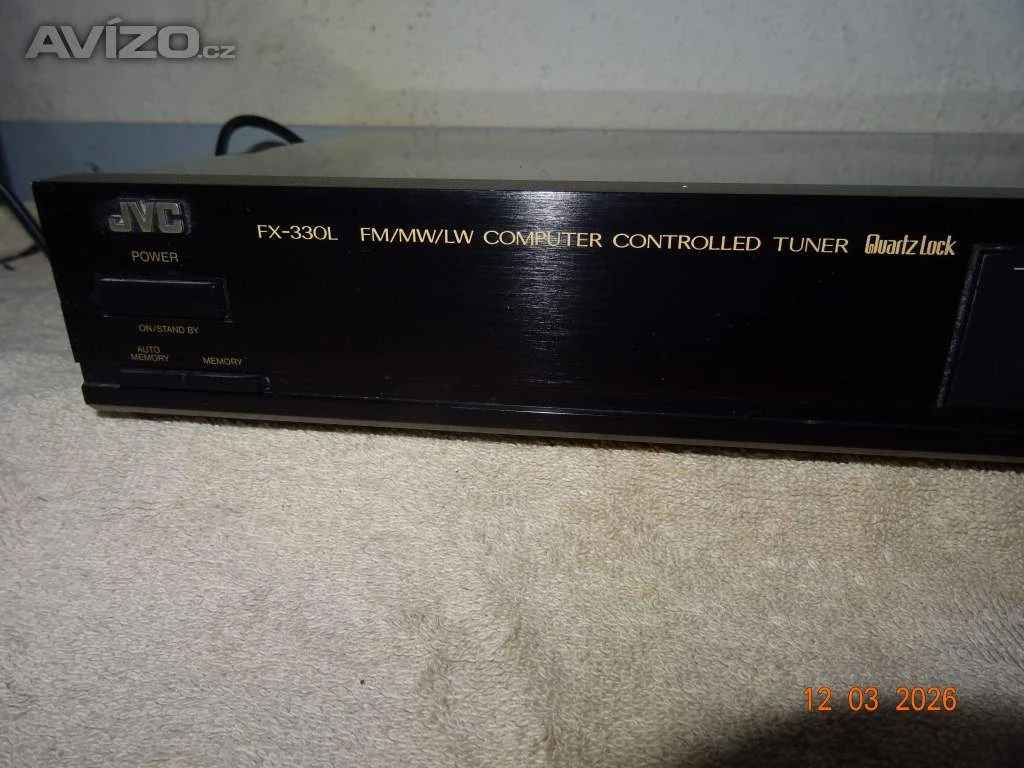 AVÍZO.cz
JVC
FX-330L FM/MW/LW COMPUTER CONTROLLED TUNER Quartz Lock
POWER
ON/STAND BY
AUTO
MEMORY MEMORY
12 03 2026